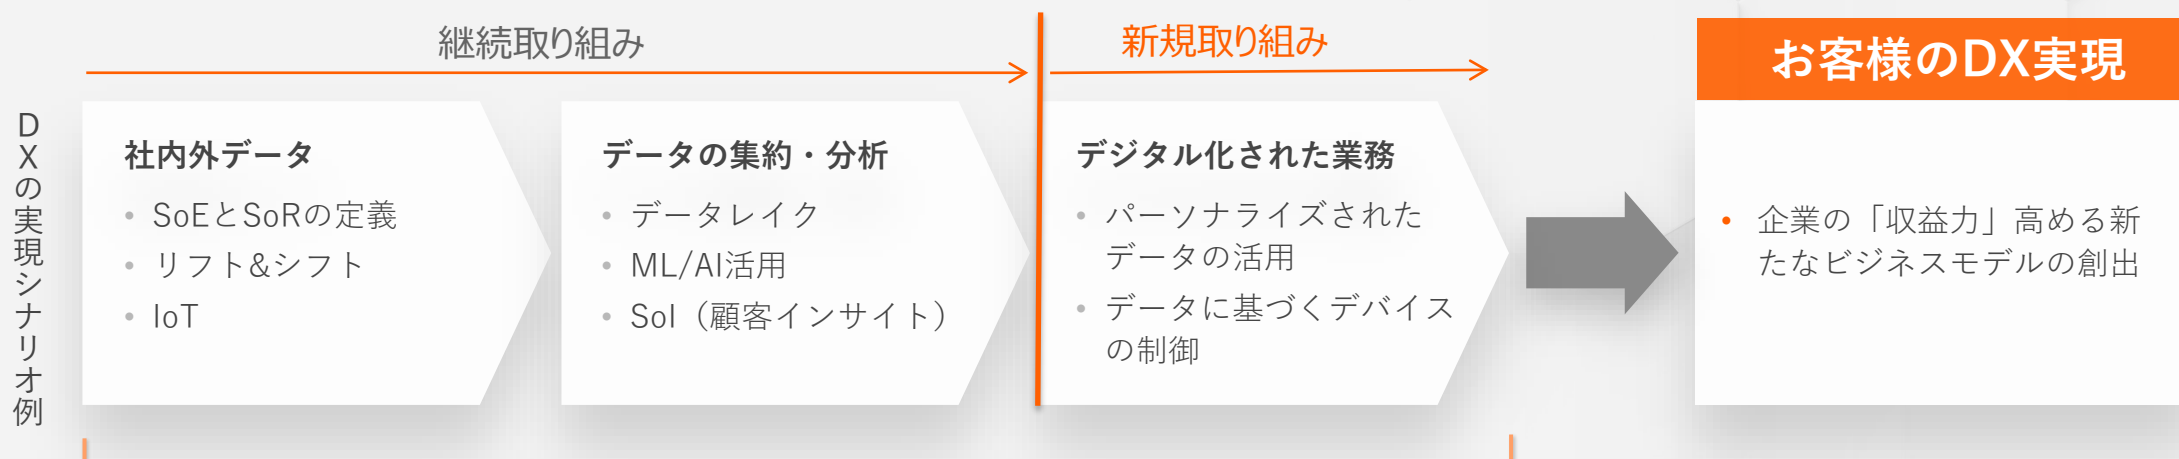 継続取り組み
新規取り組み
お客様のDX実現
DXの実現シナリオ例
社内外データ
• SoEとSoRの定義
• リフト&シフト
• IoT
データの集約・分析
• データレイク
• ML/AI活用
• SoI（顧客インサイト）
デジタル化された業務
• パーソナライズされた
データの活用
• データに基づくデバイス
の制御
• 企業の「収益力」高める新
たなビジネスモデルの創出